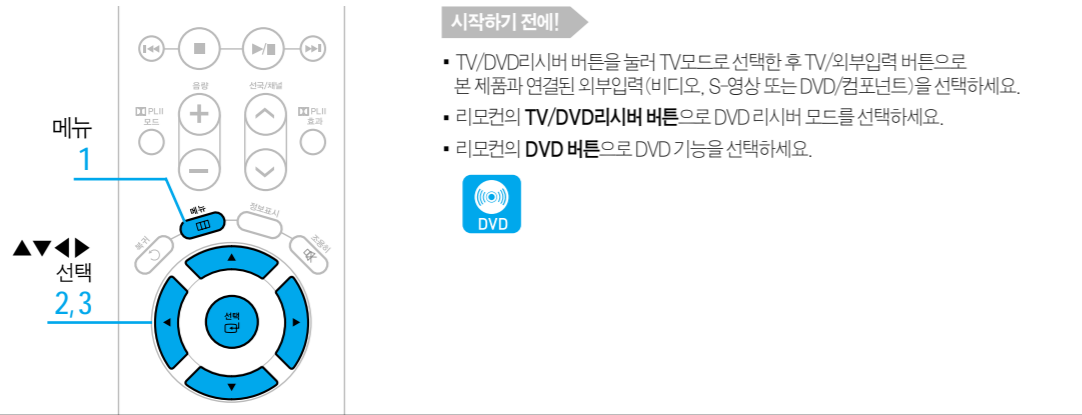 시작하기 전에!
▪ TV/DVD리시버 버튼을 눌러 TV모드로 선택한 후 TV/외부입력 버튼으로
본 제품과 연결된 외부입력(비디오, S-영상 또는 DVD/컴포넌트)을 선택하세요.
▪ 리모컨의 TV/DVD리시버 버튼으로 DVD 리시버 모드를 선택하세요.
▪ 리모컨의 DVD 버튼으로 DVD 기능을 선택하세요.
DVD
음량
선국/채널
PLII
모드
PLII
효과
메뉴
1
메뉴
정보표시
복귀
조용히
▲▼◀▶
선택
2, 3
선택